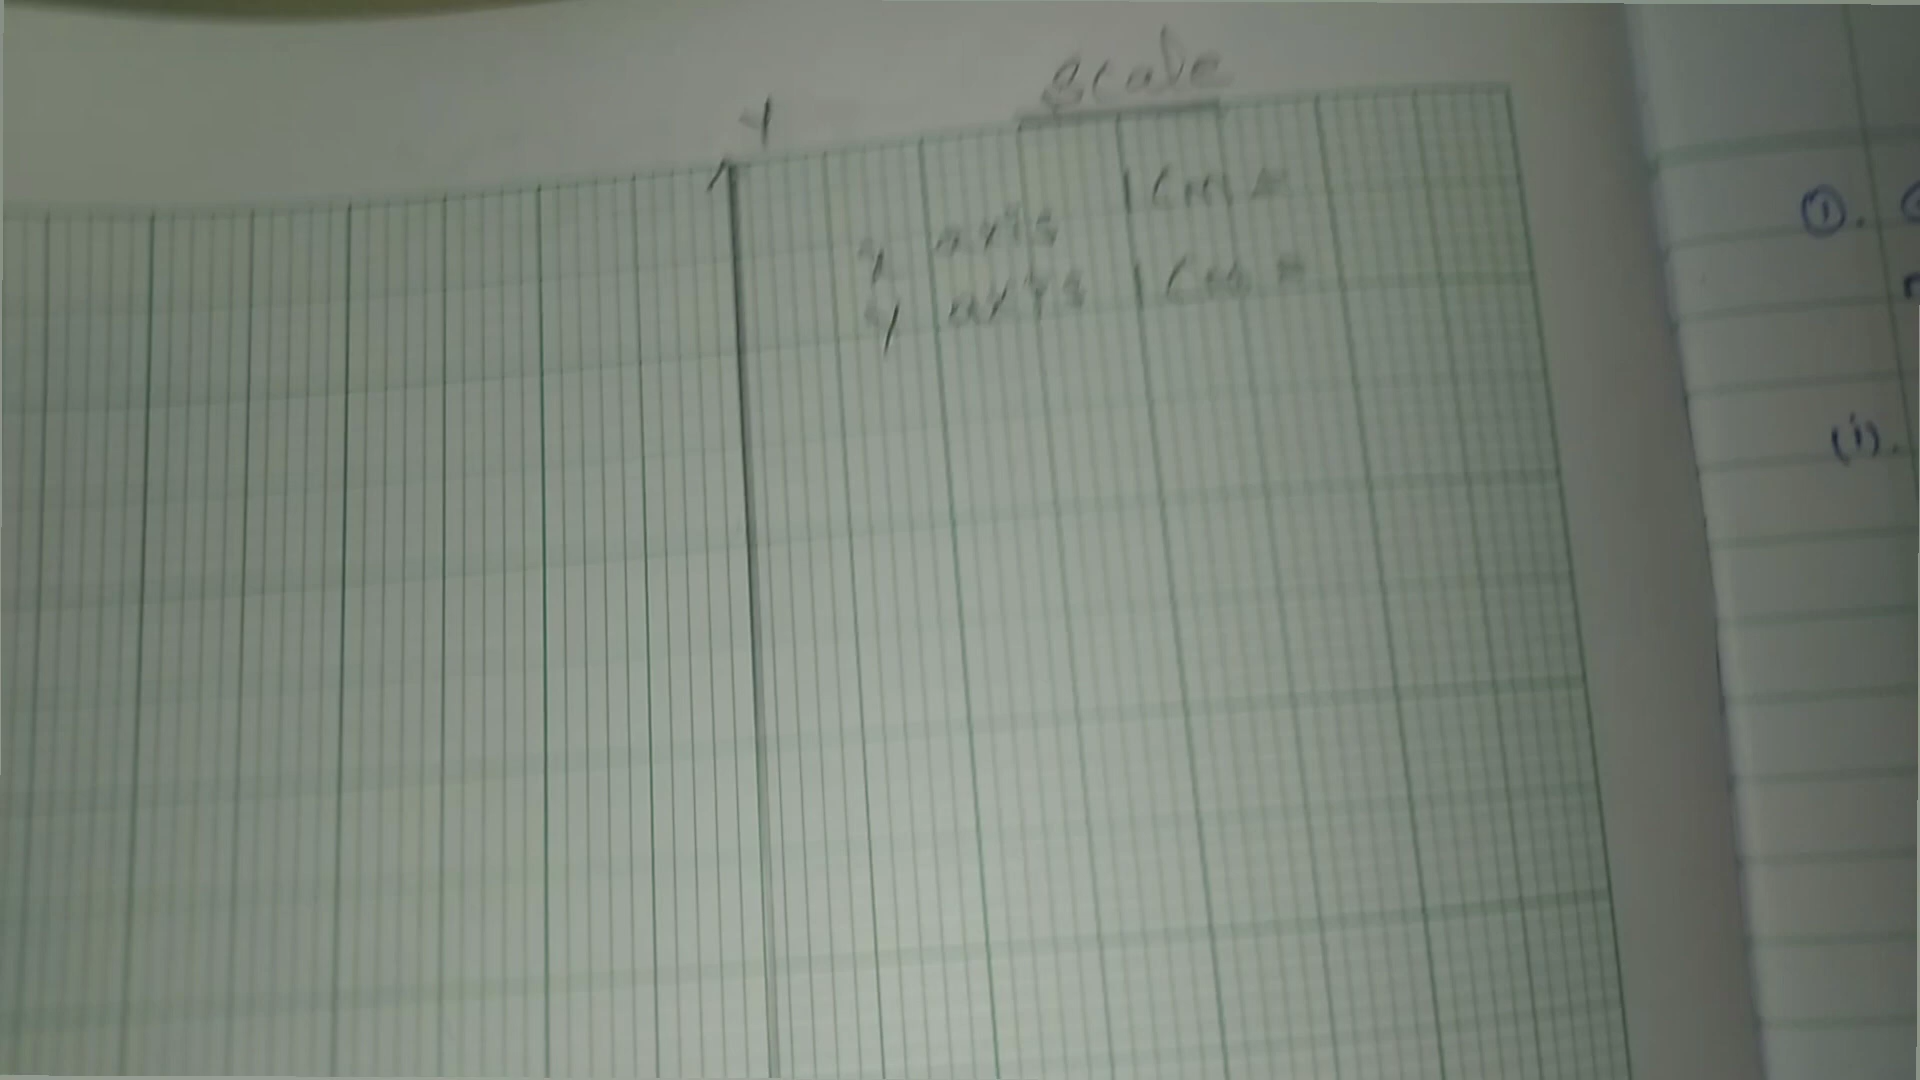 Scale
Y
y axis 1cm =
y axis 1cm =
①.
(i).